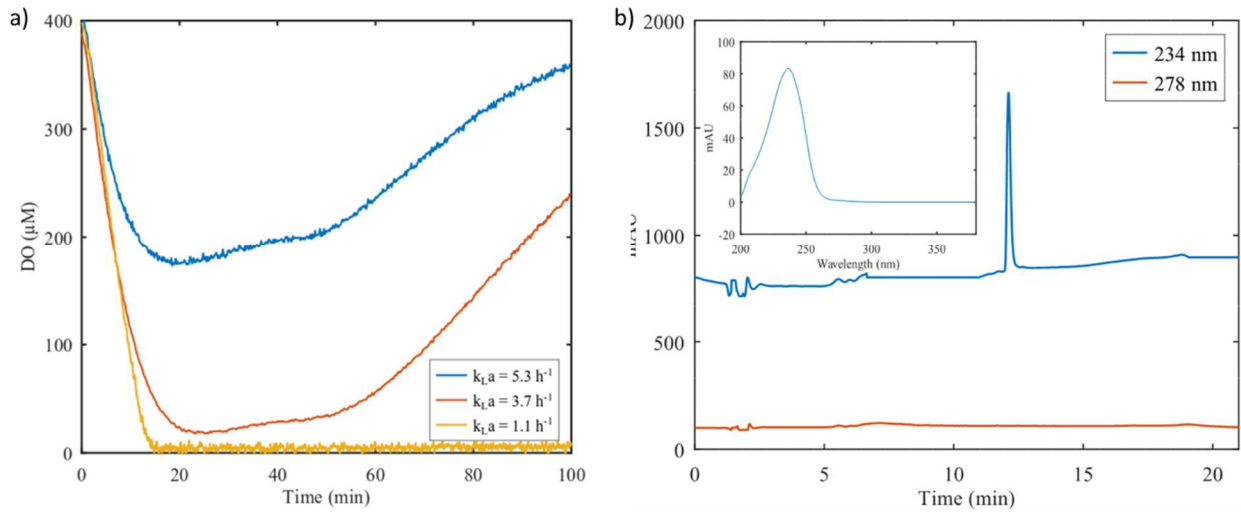 a)
400
300
200
100
0
DO (µM)
0 20 40 60 80 100
Time (min)
kLa = 5.3 h-1
kLa = 3.7 h-1
kLa = 1.1 h-1
b)
2000
1500
1000
500
0
0 5 10 15 20
Time (min)
234 nm
278 nm
100
80
60
40
20
0
-20
mAU
200 250 300 350
Wavelength (nm)